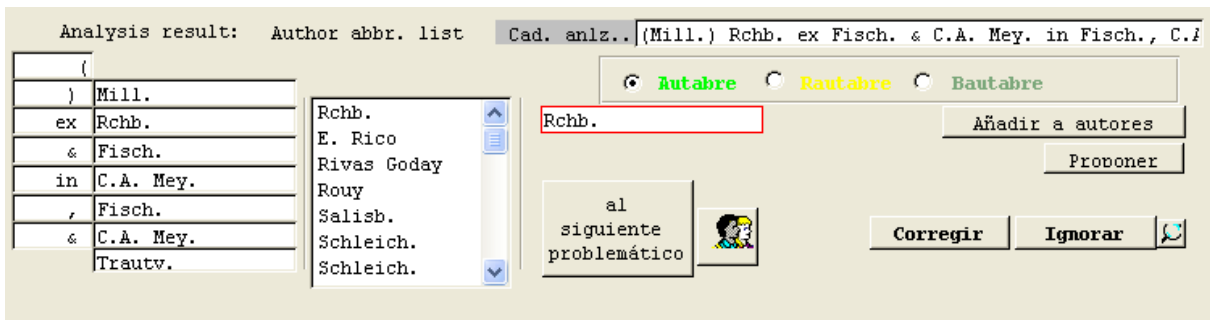 Analysis result: Author abbr. list Cad. anlz.. (Mill.) Rchb. ex Fisch. & C.A. Mey. in Fisch., C.A
(
) Mill.
ex Rchb.
& Fisch.
in C.A. Mey.
, Fisch.
& C.A. Mey.
Trautv.
Rchb.
E. Rico
Rivas Goday
Rouy
Salisb.
Schleich.
Schleich.
Autabre Rautabre Bautabre
Rchb.
Añadir a autores
Proponer
al
siguiente
problemático
Corregir Ignorar